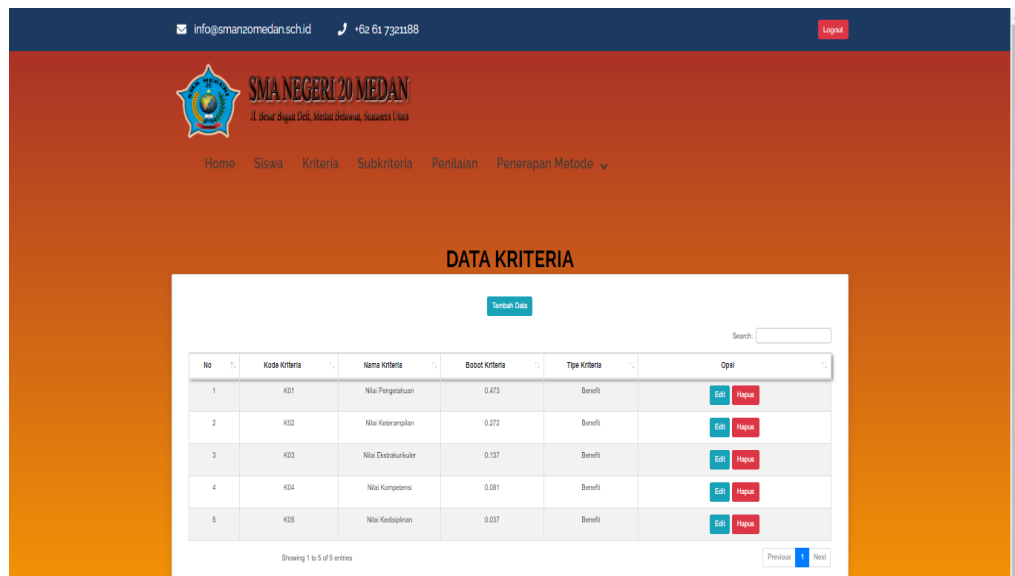 info@sman20medan.sch.id +62 61 7321188 Logout
SMA NEGERI 20 MEDAN
Jl. Besar Bagan Deli, Medan Belawan, Sumatera Utara
Home Siswa Kriteria Subkriteria Penilaian Penerapan Metode
DATA KRITERIA
Tambah Data
Search:
No Kode Kriteria Nama Kriteria Bobot Kriteria Tipe Kriteria Opsi
1 K01 Nilai Pengetahuan 0.473 Benefit Edit Hapus
2 K02 Nilai Keterampilan 0.272 Benefit Edit Hapus
3 K03 Nilai Ekstrakurikuler 0.137 Benefit Edit Hapus
4 K04 Nilai Kompetensi 0.081 Benefit Edit Hapus
5 K05 Nilai Kedisiplinan 0.037 Benefit Edit Hapus
Showing 1 to 5 of 5 entries Previous 1 Next